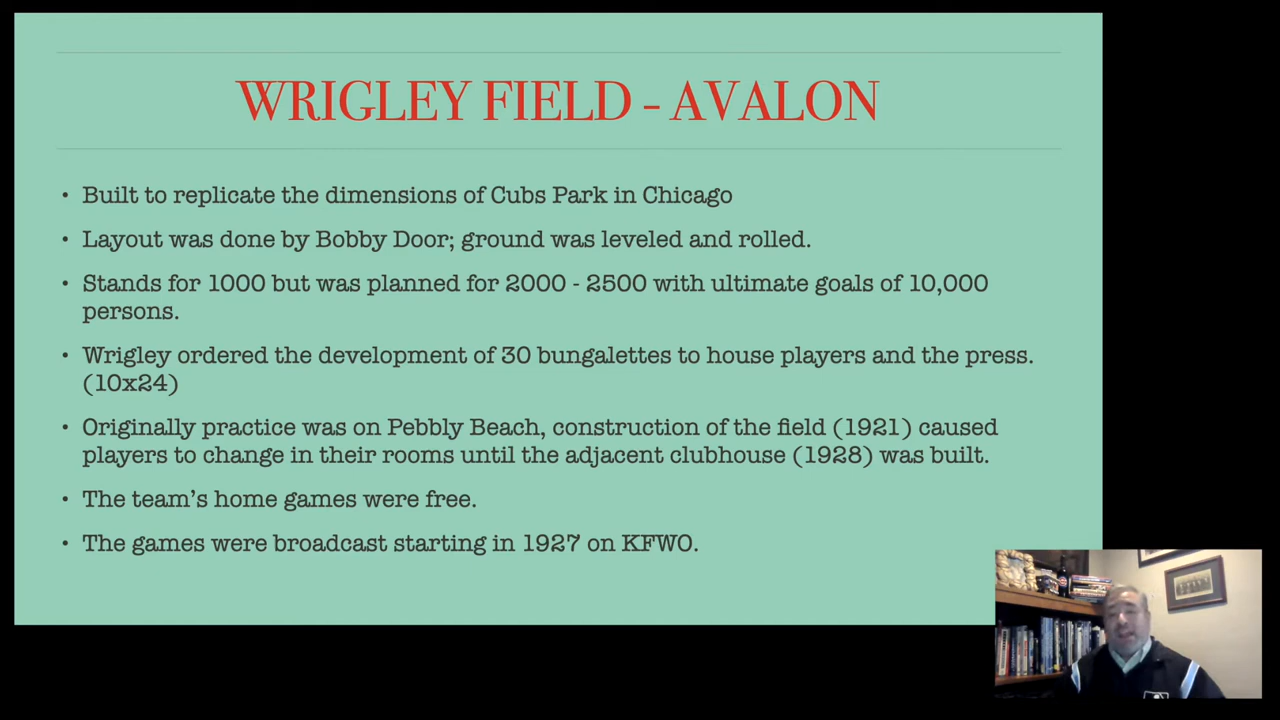 WRIGLEY FIELD - AVALON
• Built to replicate the dimensions of Cubs Park in Chicago
• Layout was done by Bobby Door; ground was leveled and rolled.
• Stands for 1000 but was planned for 2000 - 2500 with ultimate goals of 10,000
persons.
• Wrigley ordered the development of 30 bungalettes to house players and the press.
(10x24)
• Originally practice was on Pebbly Beach, construction of the field (1921) caused
players to change in their rooms until the adjacent clubhouse (1928) was built.
• The team's home games were free.
• The games were broadcast starting in 1927 on KFWO.